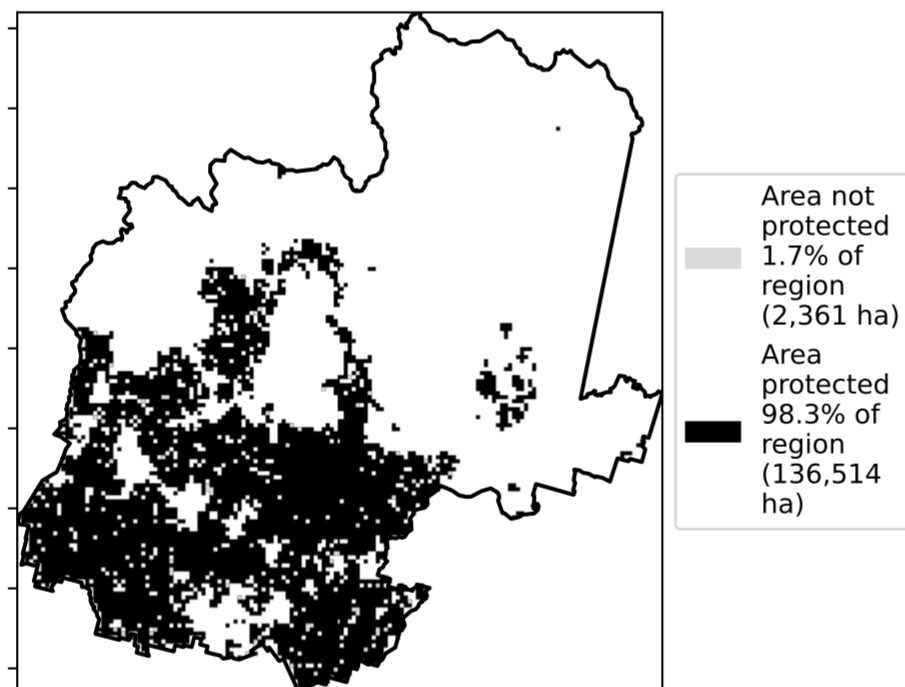 Area not
protected
1.7% of
region
(2,361 ha)
Area
protected
98.3% of
region
(136,514
ha)